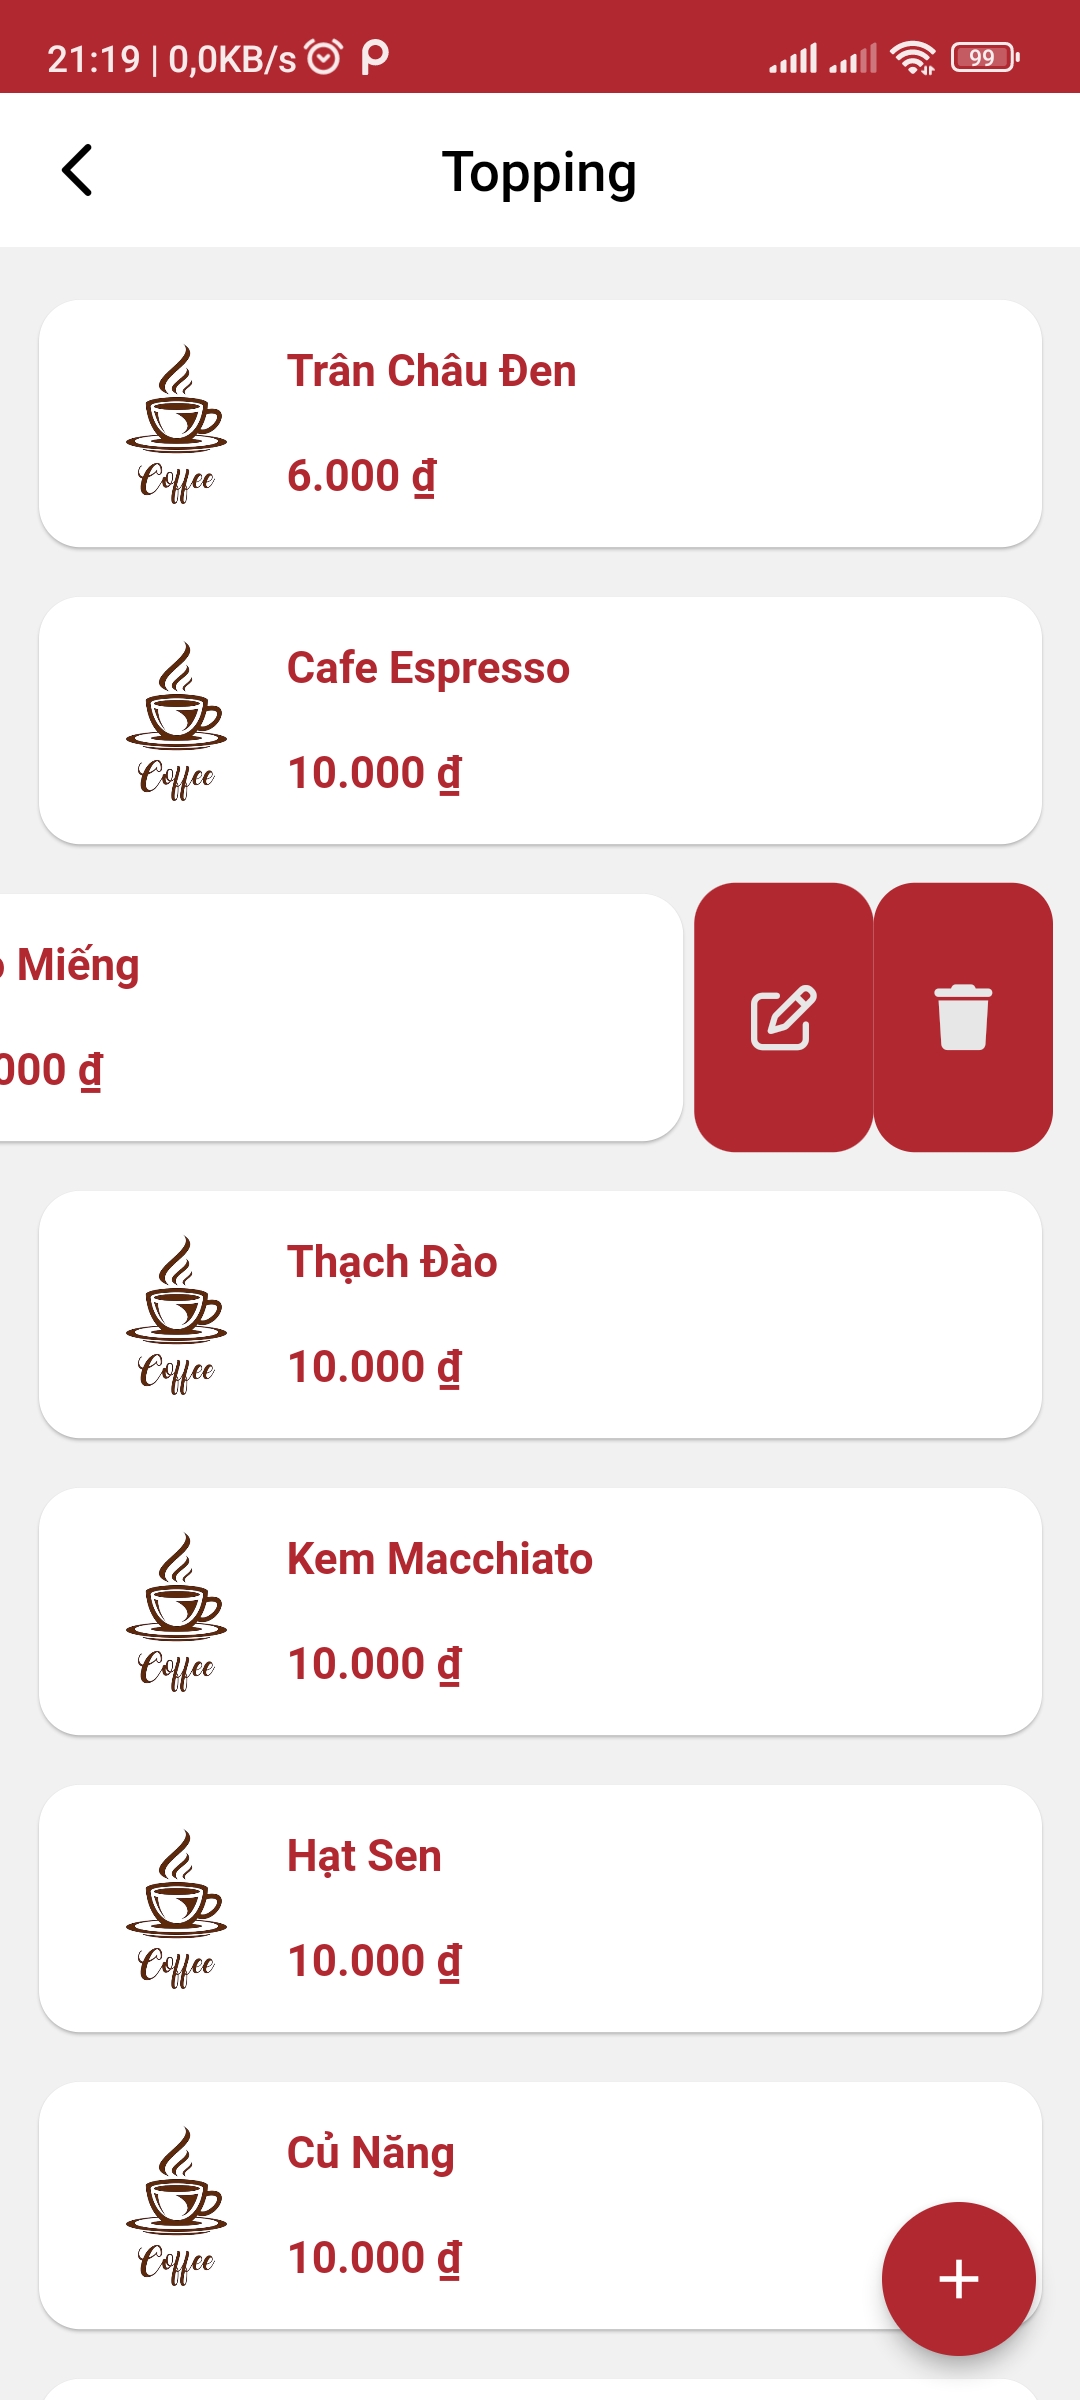 21:19 | 0,0KB/s
99
Topping
Trân Châu Đen
6.000 ₫
Coffee
Cafe Espresso
10.000 ₫
Coffee
Miếng
000 ₫
Thạch Đào
10.000 ₫
Coffee
Kem Macchiato
10.000 ₫
Coffee
Hạt Sen
10.000 ₫
Coffee
Củ Năng
10.000 ₫
Coffee